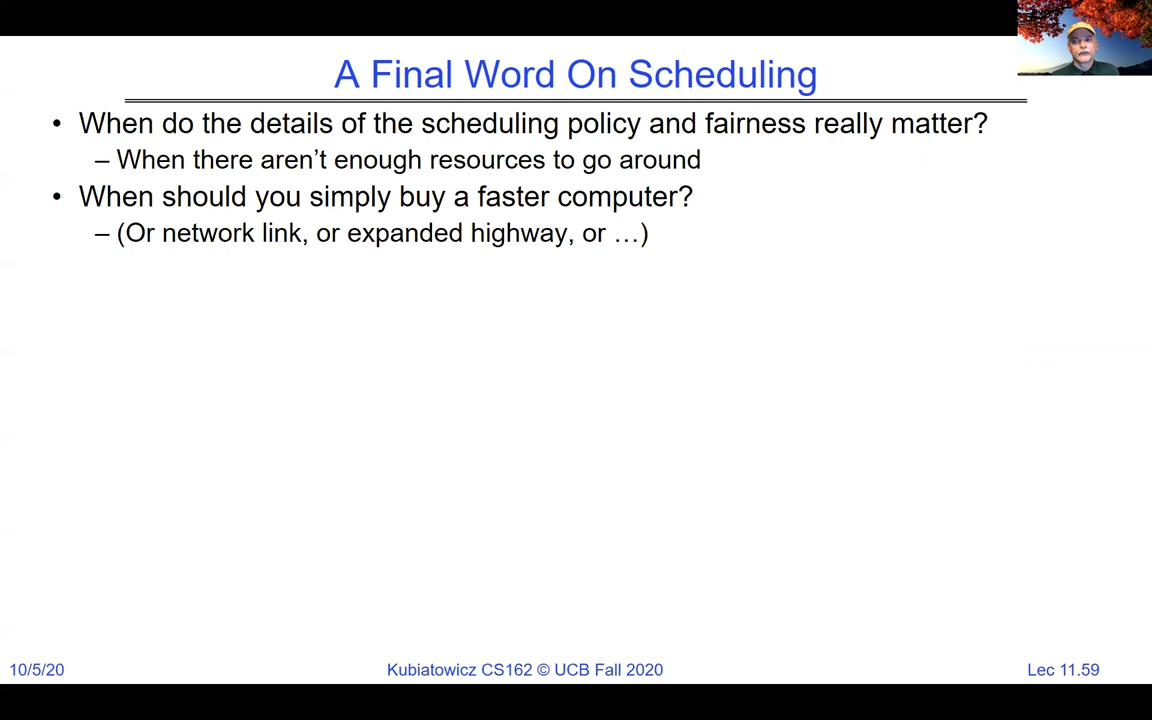 A Final Word On Scheduling
• When do the details of the scheduling policy and fairness really matter?
– When there aren't enough resources to go around
• When should you simply buy a faster computer?
– (Or network link, or expanded highway, or …)
10/5/20
Kubiatowicz CS162 © UCB Fall 2020
Lec 11.59